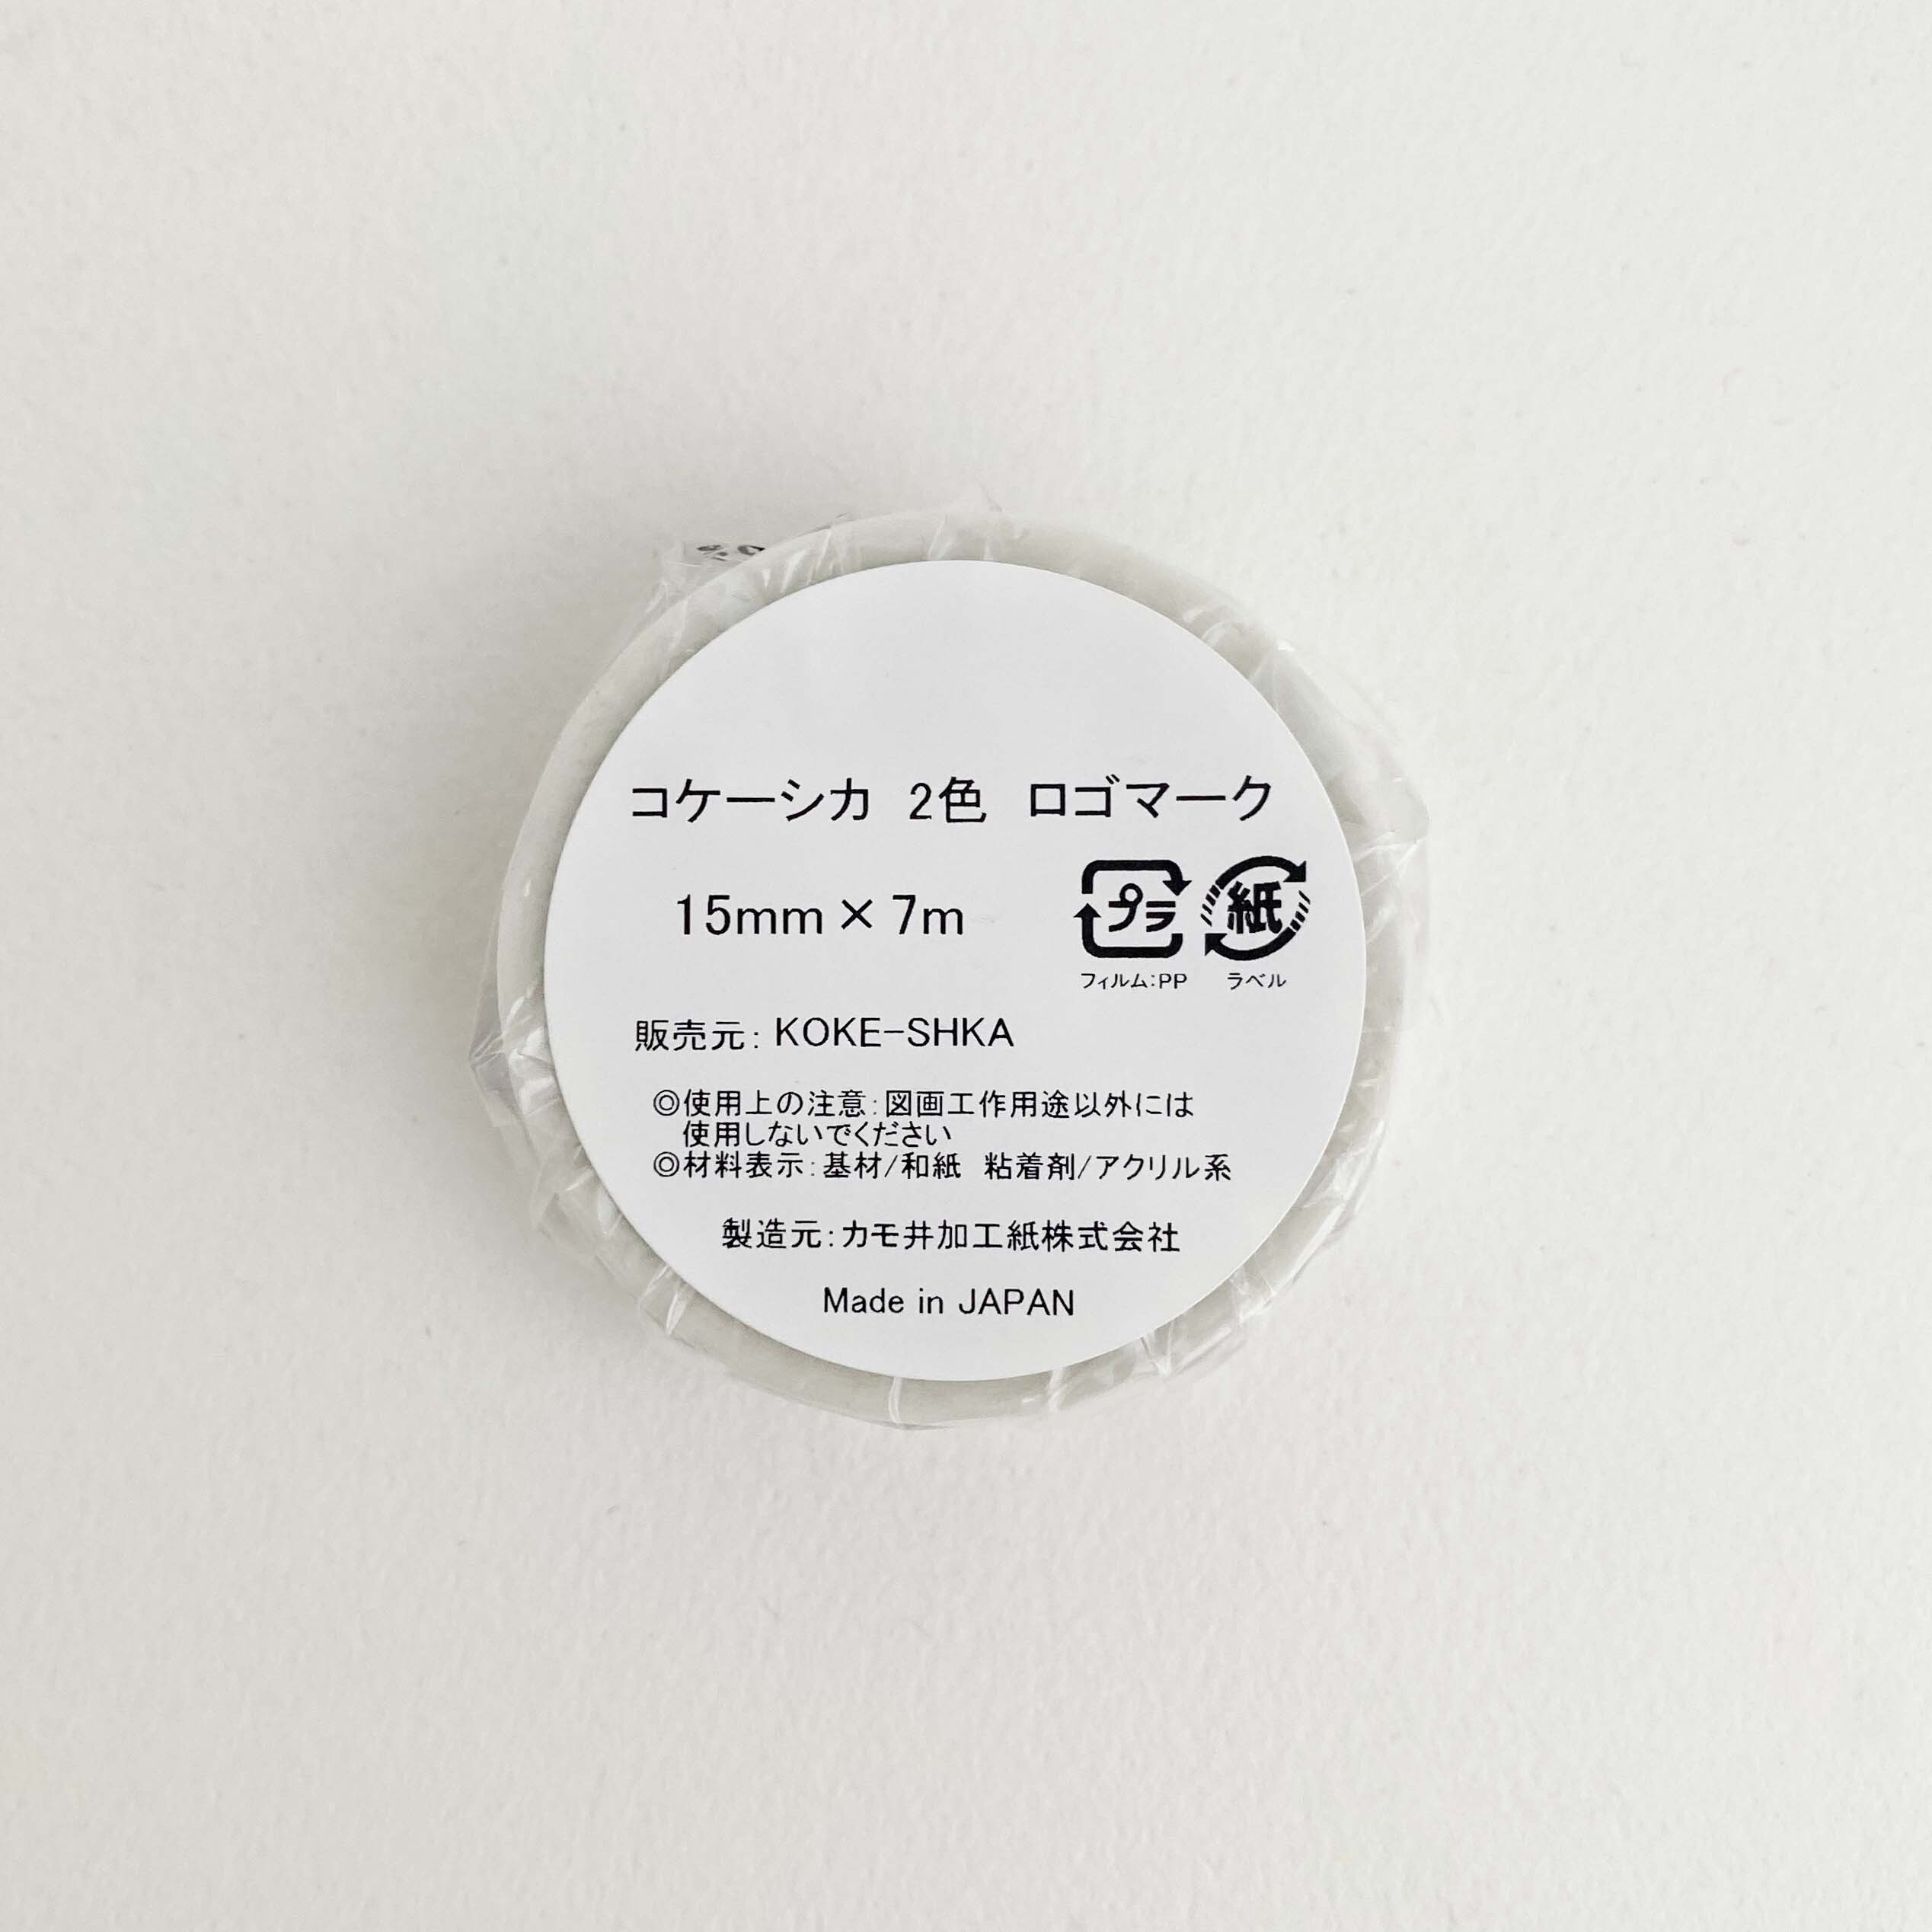 コケーシカ 2色 ロゴマーク
15mm×7m
プラ 紙
フィルム：PP ラベル
販売元： KOKE-SHKA
◎使用上の注意：図画工作用途以外には
使用しないでください
◎材料表示：基材/和紙 粘着剤/アクリル系
製造元：カモ井加工紙株式会社
Made in JAPAN